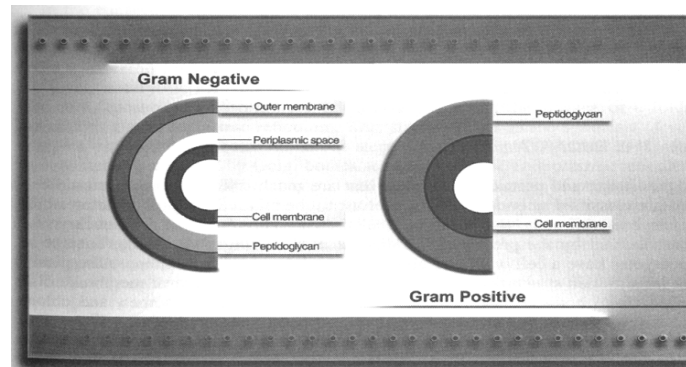 Gram Negative
Outer membrane
Periplasmic space
Cell membrane
Peptidoglycan
Peptidoglycan
Cell membrane
Gram Positive